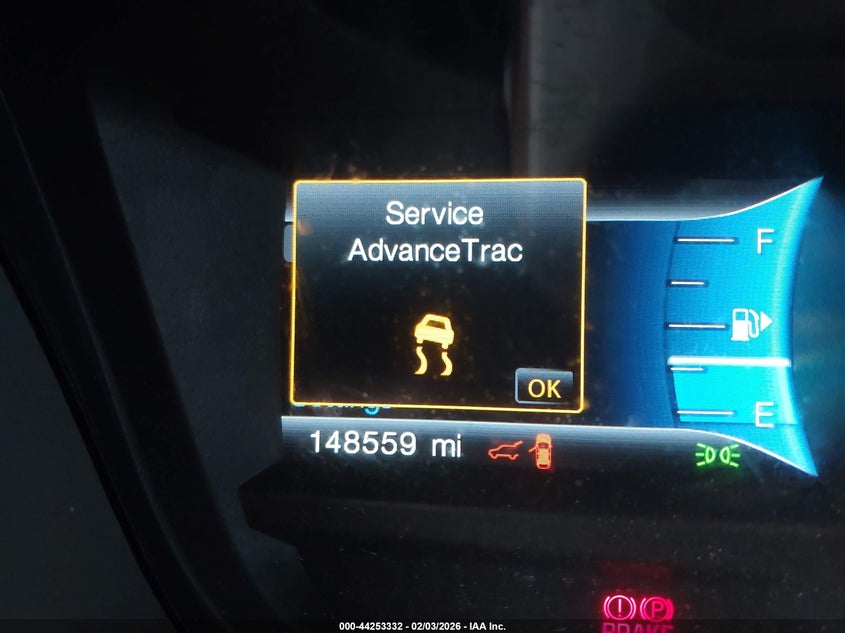 Service
AdvanceTrac
F
OK
E
148559 mi
P
BRAKE
000-44253332 - 02/03/2026 - IAA Inc.